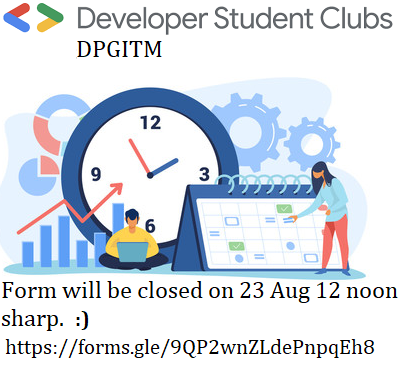 Developer Student Clubs
DPGITM
12
9
3
6
Form will be closed on 23 Aug 12 noon
sharp. :)
https://forms.gle/9QP2wnZLdePnpqEh8